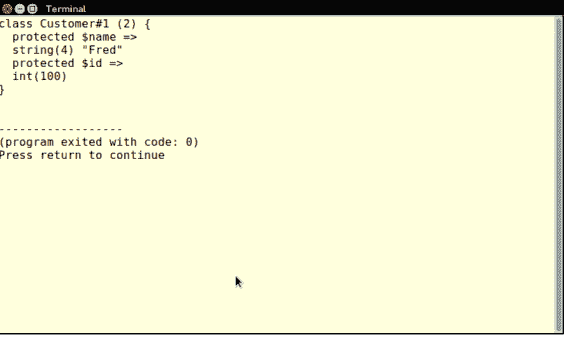 Terminal
class Customer#1 (2) {
  protected $name =>
  string(4) "Fred"
  protected $id =>
  int(100)
}
------------------
(program exited with code: 0)
Press return to continue